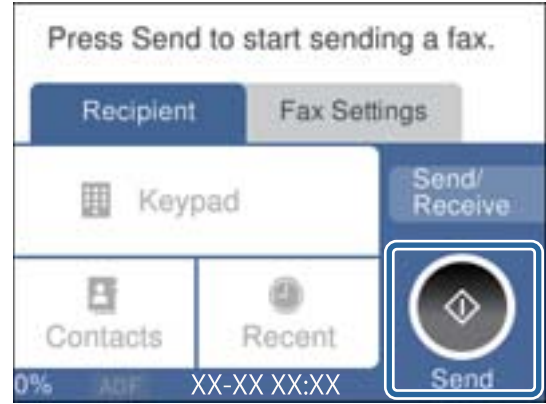 Press Send to start sending a fax.
Recipient
Fax Settings
Keypad
Send/
Receive
Contacts
Recent
Send
0%
ADF
XX-XX XX:XX